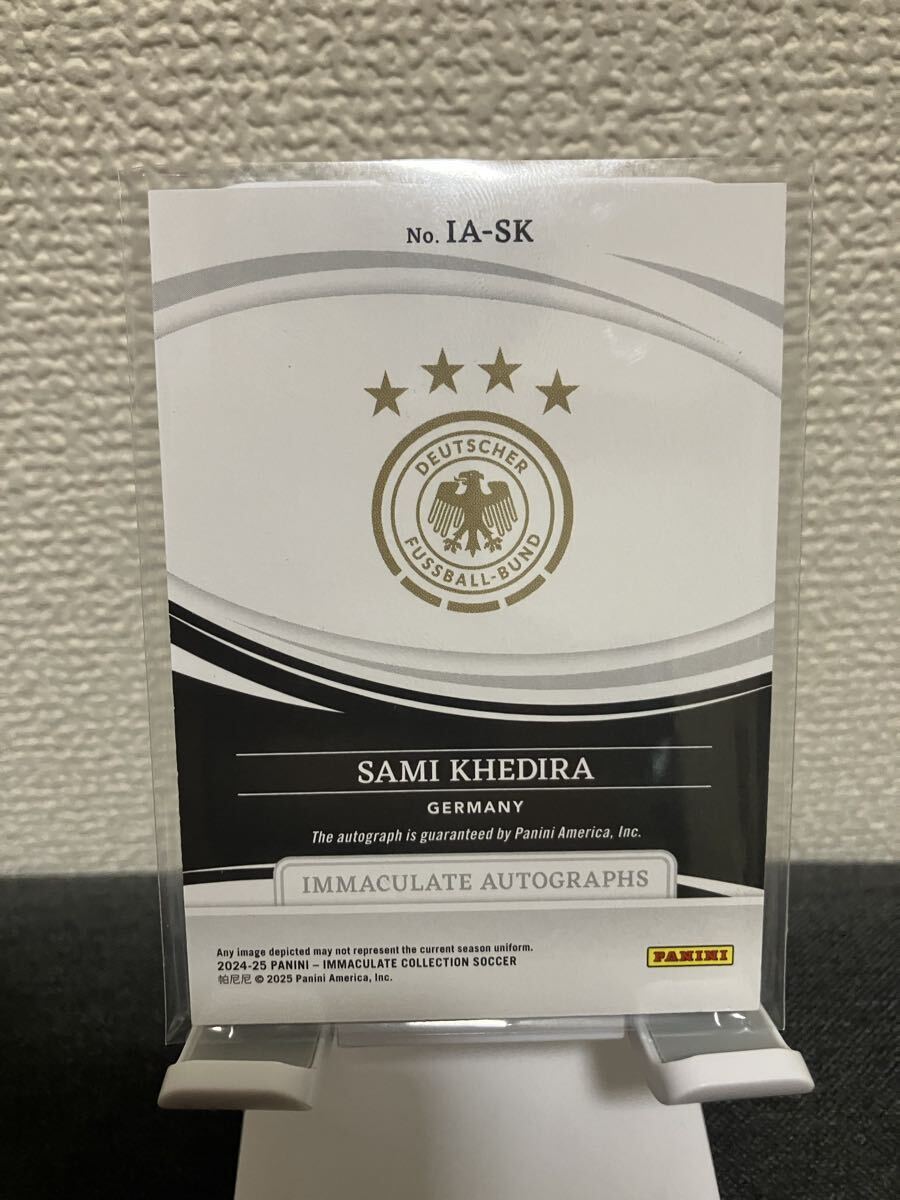 No. IA-SK
DEUTSCHER
FUSSBALL-BUND
SAMI KHEDIRA
GERMANY
The autograph is guaranteed by Panini America, Inc.
IMMACULATE AUTOGRAPHS
Any image depicted may not represent the current season uniform.
2024-25 PANINI – IMMACULATE COLLECTION SOCCER
帕尼尼 © 2025 Panini America, Inc.
PANINI